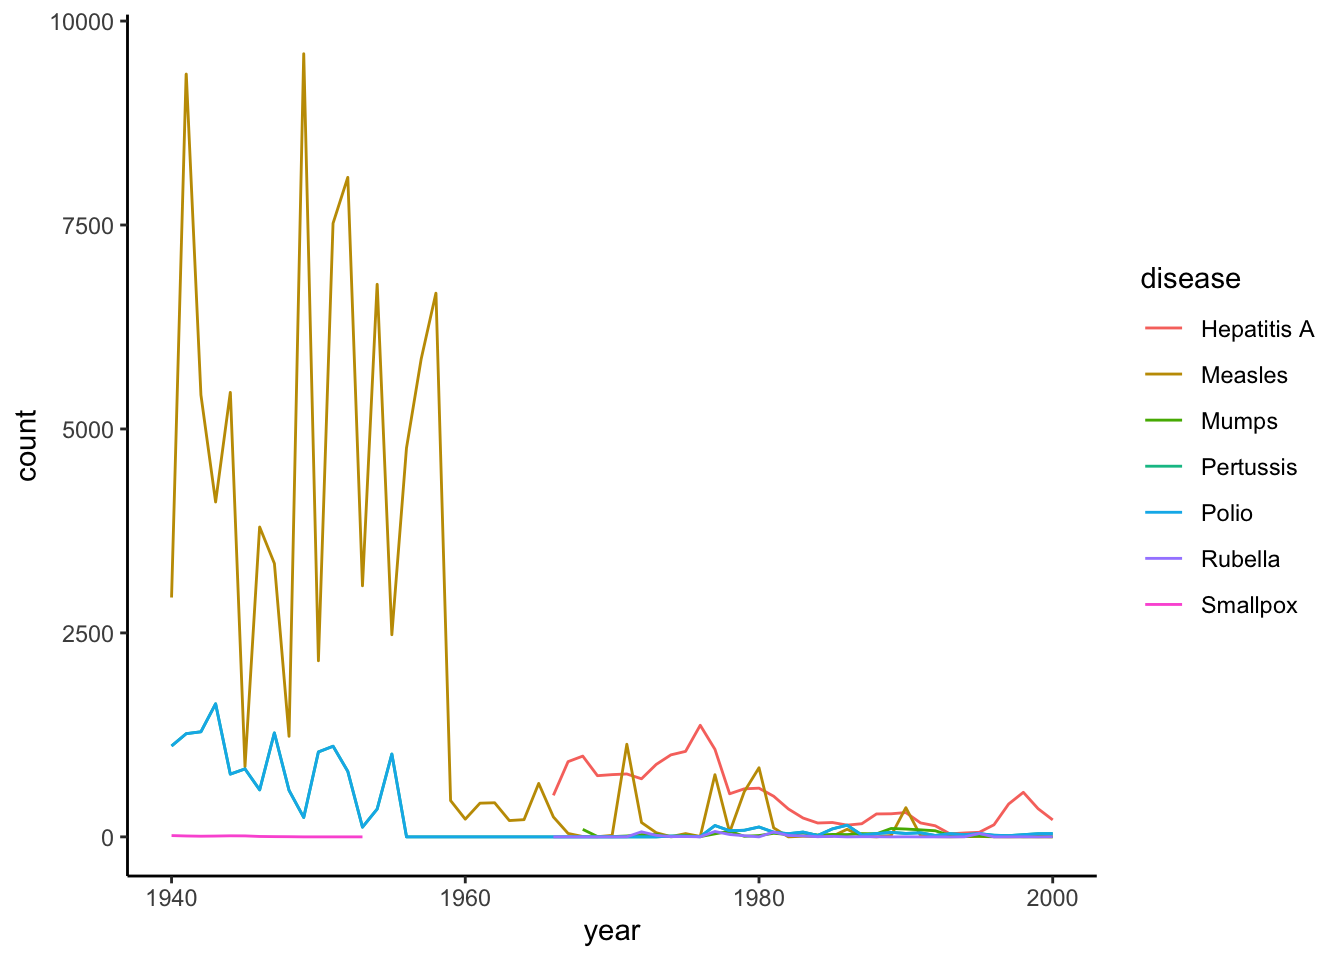 10000
7500
5000
2500
0
count
1940
1960
1980
2000
year
disease
Hepatitis A
Measles
Mumps
Pertussis
Polio
Rubella
Smallpox